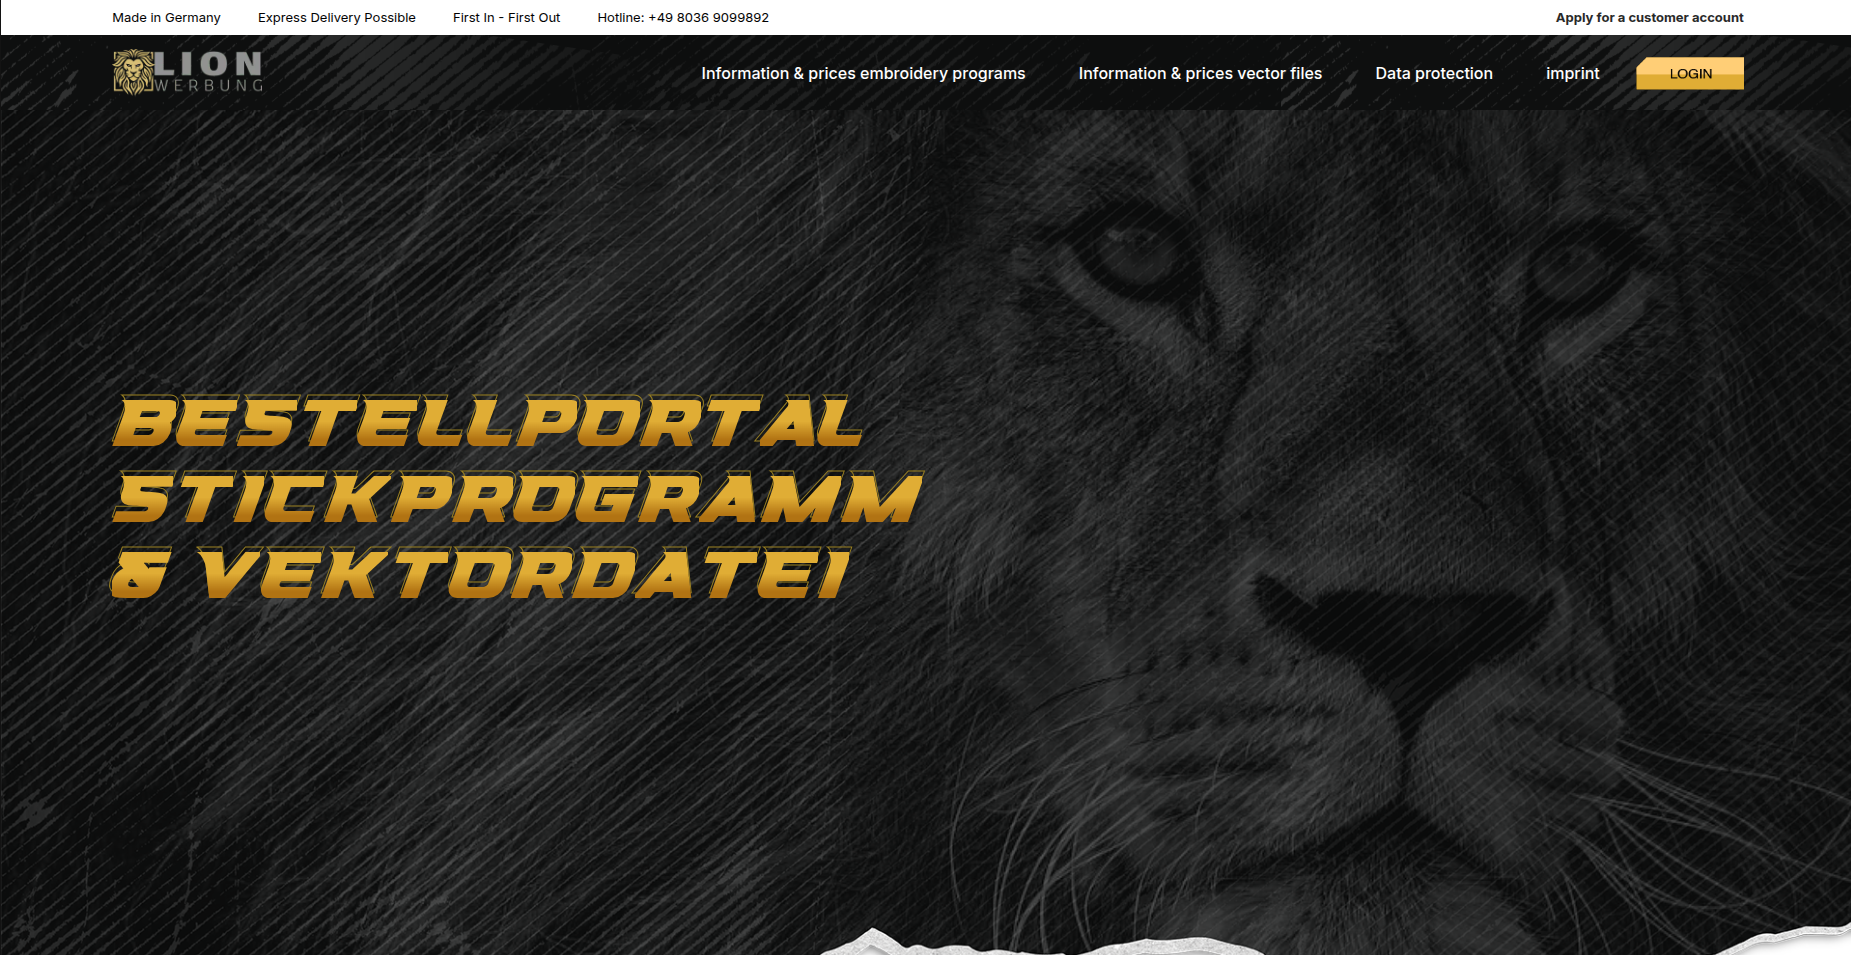 Made in Germany Express Delivery Possible First In - First Out Hotline: +49 8036 9099892 Apply for a customer account
LION
WERBUNG
Information & prices embroidery programs Information & prices vector files Data protection imprint LOGIN
BESTELLPORTAL
STICKPROGRAMM
& VEKTORDATEI